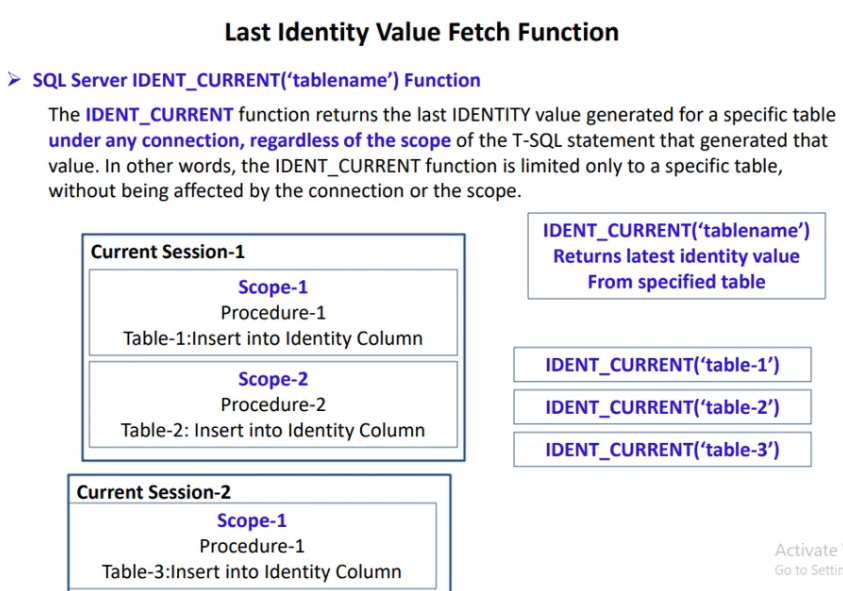 Last Identity Value Fetch Function
➢ SQL Server IDENT_CURRENT(‘tablename’) Function
The IDENT_CURRENT function returns the last IDENTITY value generated for a specific table
under any connection, regardless of the scope of the T-SQL statement that generated that
value. In other words, the IDENT_CURRENT function is limited only to a specific table,
without being affected by the connection or the scope.
Current Session-1
Scope-1
Procedure-1
Table-1:Insert into Identity Column
Scope-2
Procedure-2
Table-2: Insert into Identity Column
Current Session-2
Scope-1
Procedure-1
Table-3:Insert into Identity Column
IDENT_CURRENT(‘tablename’)
Returns latest identity value
From specified table
IDENT_CURRENT(‘table-1’)
IDENT_CURRENT(‘table-2’)
IDENT_CURRENT(‘table-3’)
Activate
Go to